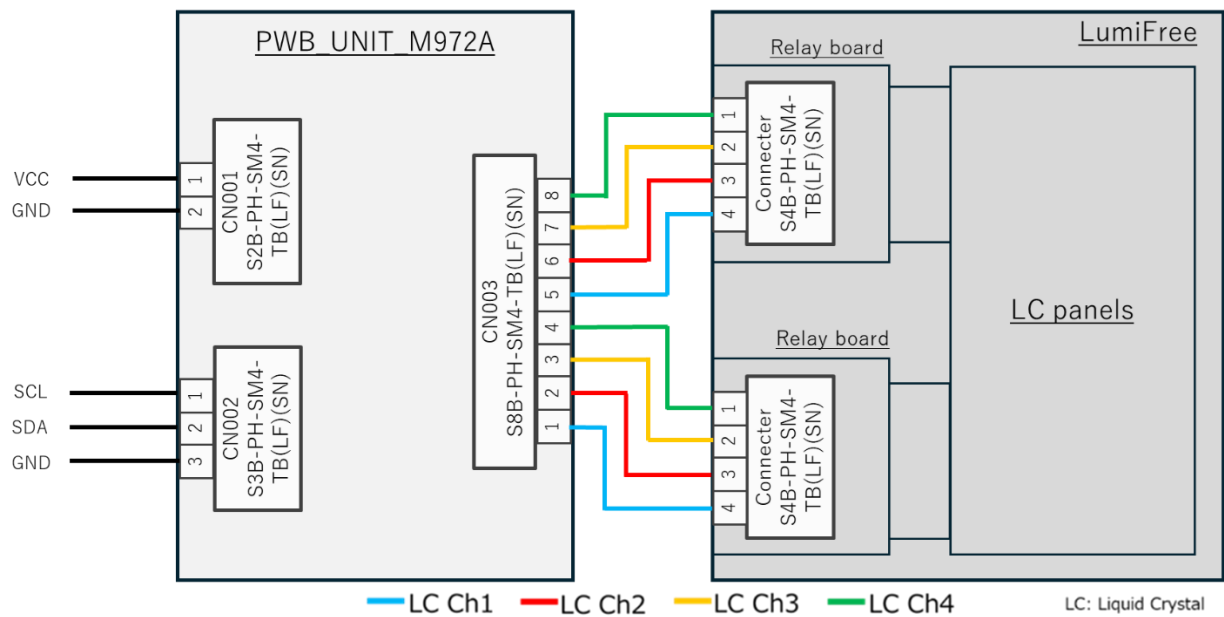 PWB_UNIT_M972A
VCC
GND
1
2
CN001
S2B-PH-SM4-
TB(LF)(SN)
SCL
SDA
GND
1
2
3
CN002
S3B-PH-SM4-
TB(LF)(SN)
CN003
S8B-PH-SM4-TB(LF)(SN)
8
7
6
5
4
3
2
1
LumiFree
Relay board
1
2
3
4
Connecter
S4B-PH-SM4-
TB(LF)(SN)
Relay board
1
2
3
4
Connecter
S4B-PH-SM4-
TB(LF)(SN)
LC panels
LC Ch1
LC Ch2
LC Ch3
LC Ch4
LC: Liquid Crystal